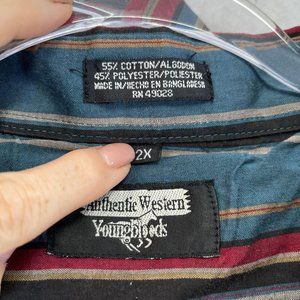 55% COTTON/ALGODON
45% POLYESTER/POLIESTER
MADE IN/HECHO EN BANGLADESH
RN 49028
2X
Authentic Western
Youngbloods